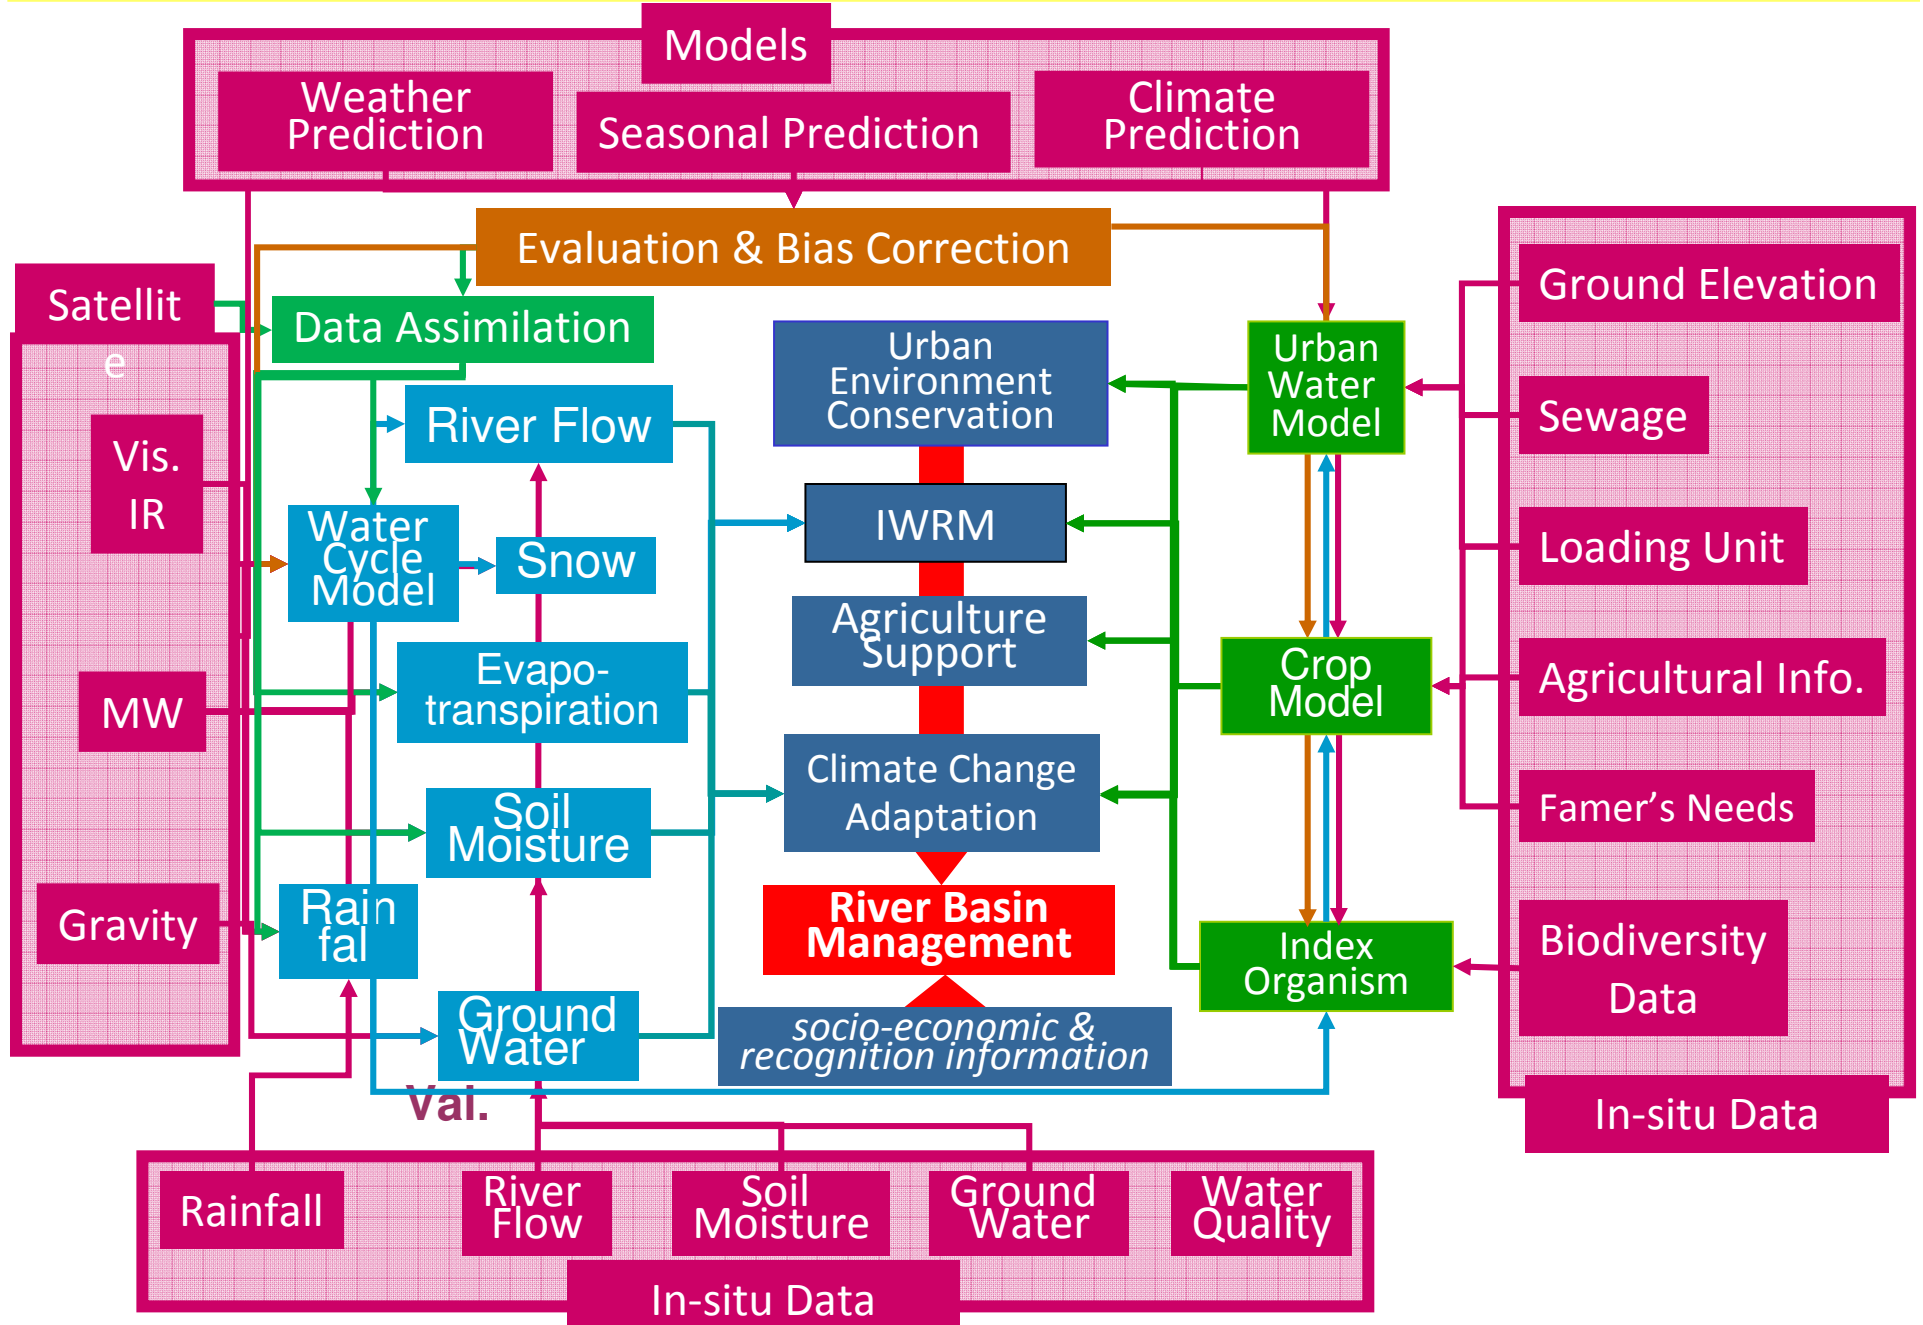 Models
Weather
Prediction
Seasonal Prediction
Climate
Prediction
Evaluation & Bias Correction
Satellit
e
Data Assimilation
Vis.
IR
MW
Gravity
River Flow
Water
Cycle
Model
Snow
Evapo-
transpiration
Soil
Moisture
Rain
fal
Ground
Water
Val.
Urban
Environment
Conservation
IWRM
Agriculture
Support
Climate Change
Adaptation
River Basin
Management
socio-economic &
recognition information
Urban
Water
Model
Crop
Model
Index
Organism
Ground Elevation
Sewage
Loading Unit
Agricultural Info.
Famer's Needs
Biodiversity
Data
In-situ Data
Rainfall
River
Flow
Soil
Moisture
Ground
Water
Water
Quality
In-situ Data